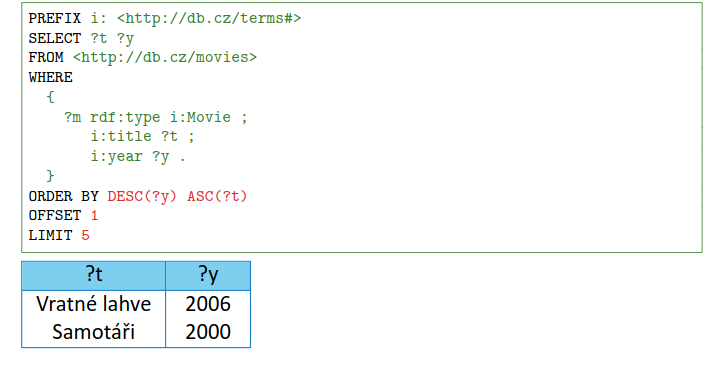 PREFIX i: <http://db.cz/terms#>
SELECT ?t ?y
FROM <http://db.cz/movies>
WHERE
{
?m rdf:type i:Movie ;
i:title ?t ;
i:year ?y .
}
ORDER BY DESC(?y) ASC(?t)
OFFSET 1
LIMIT 5
?t ?y
Vratné lahve 2006
Samotáři 2000